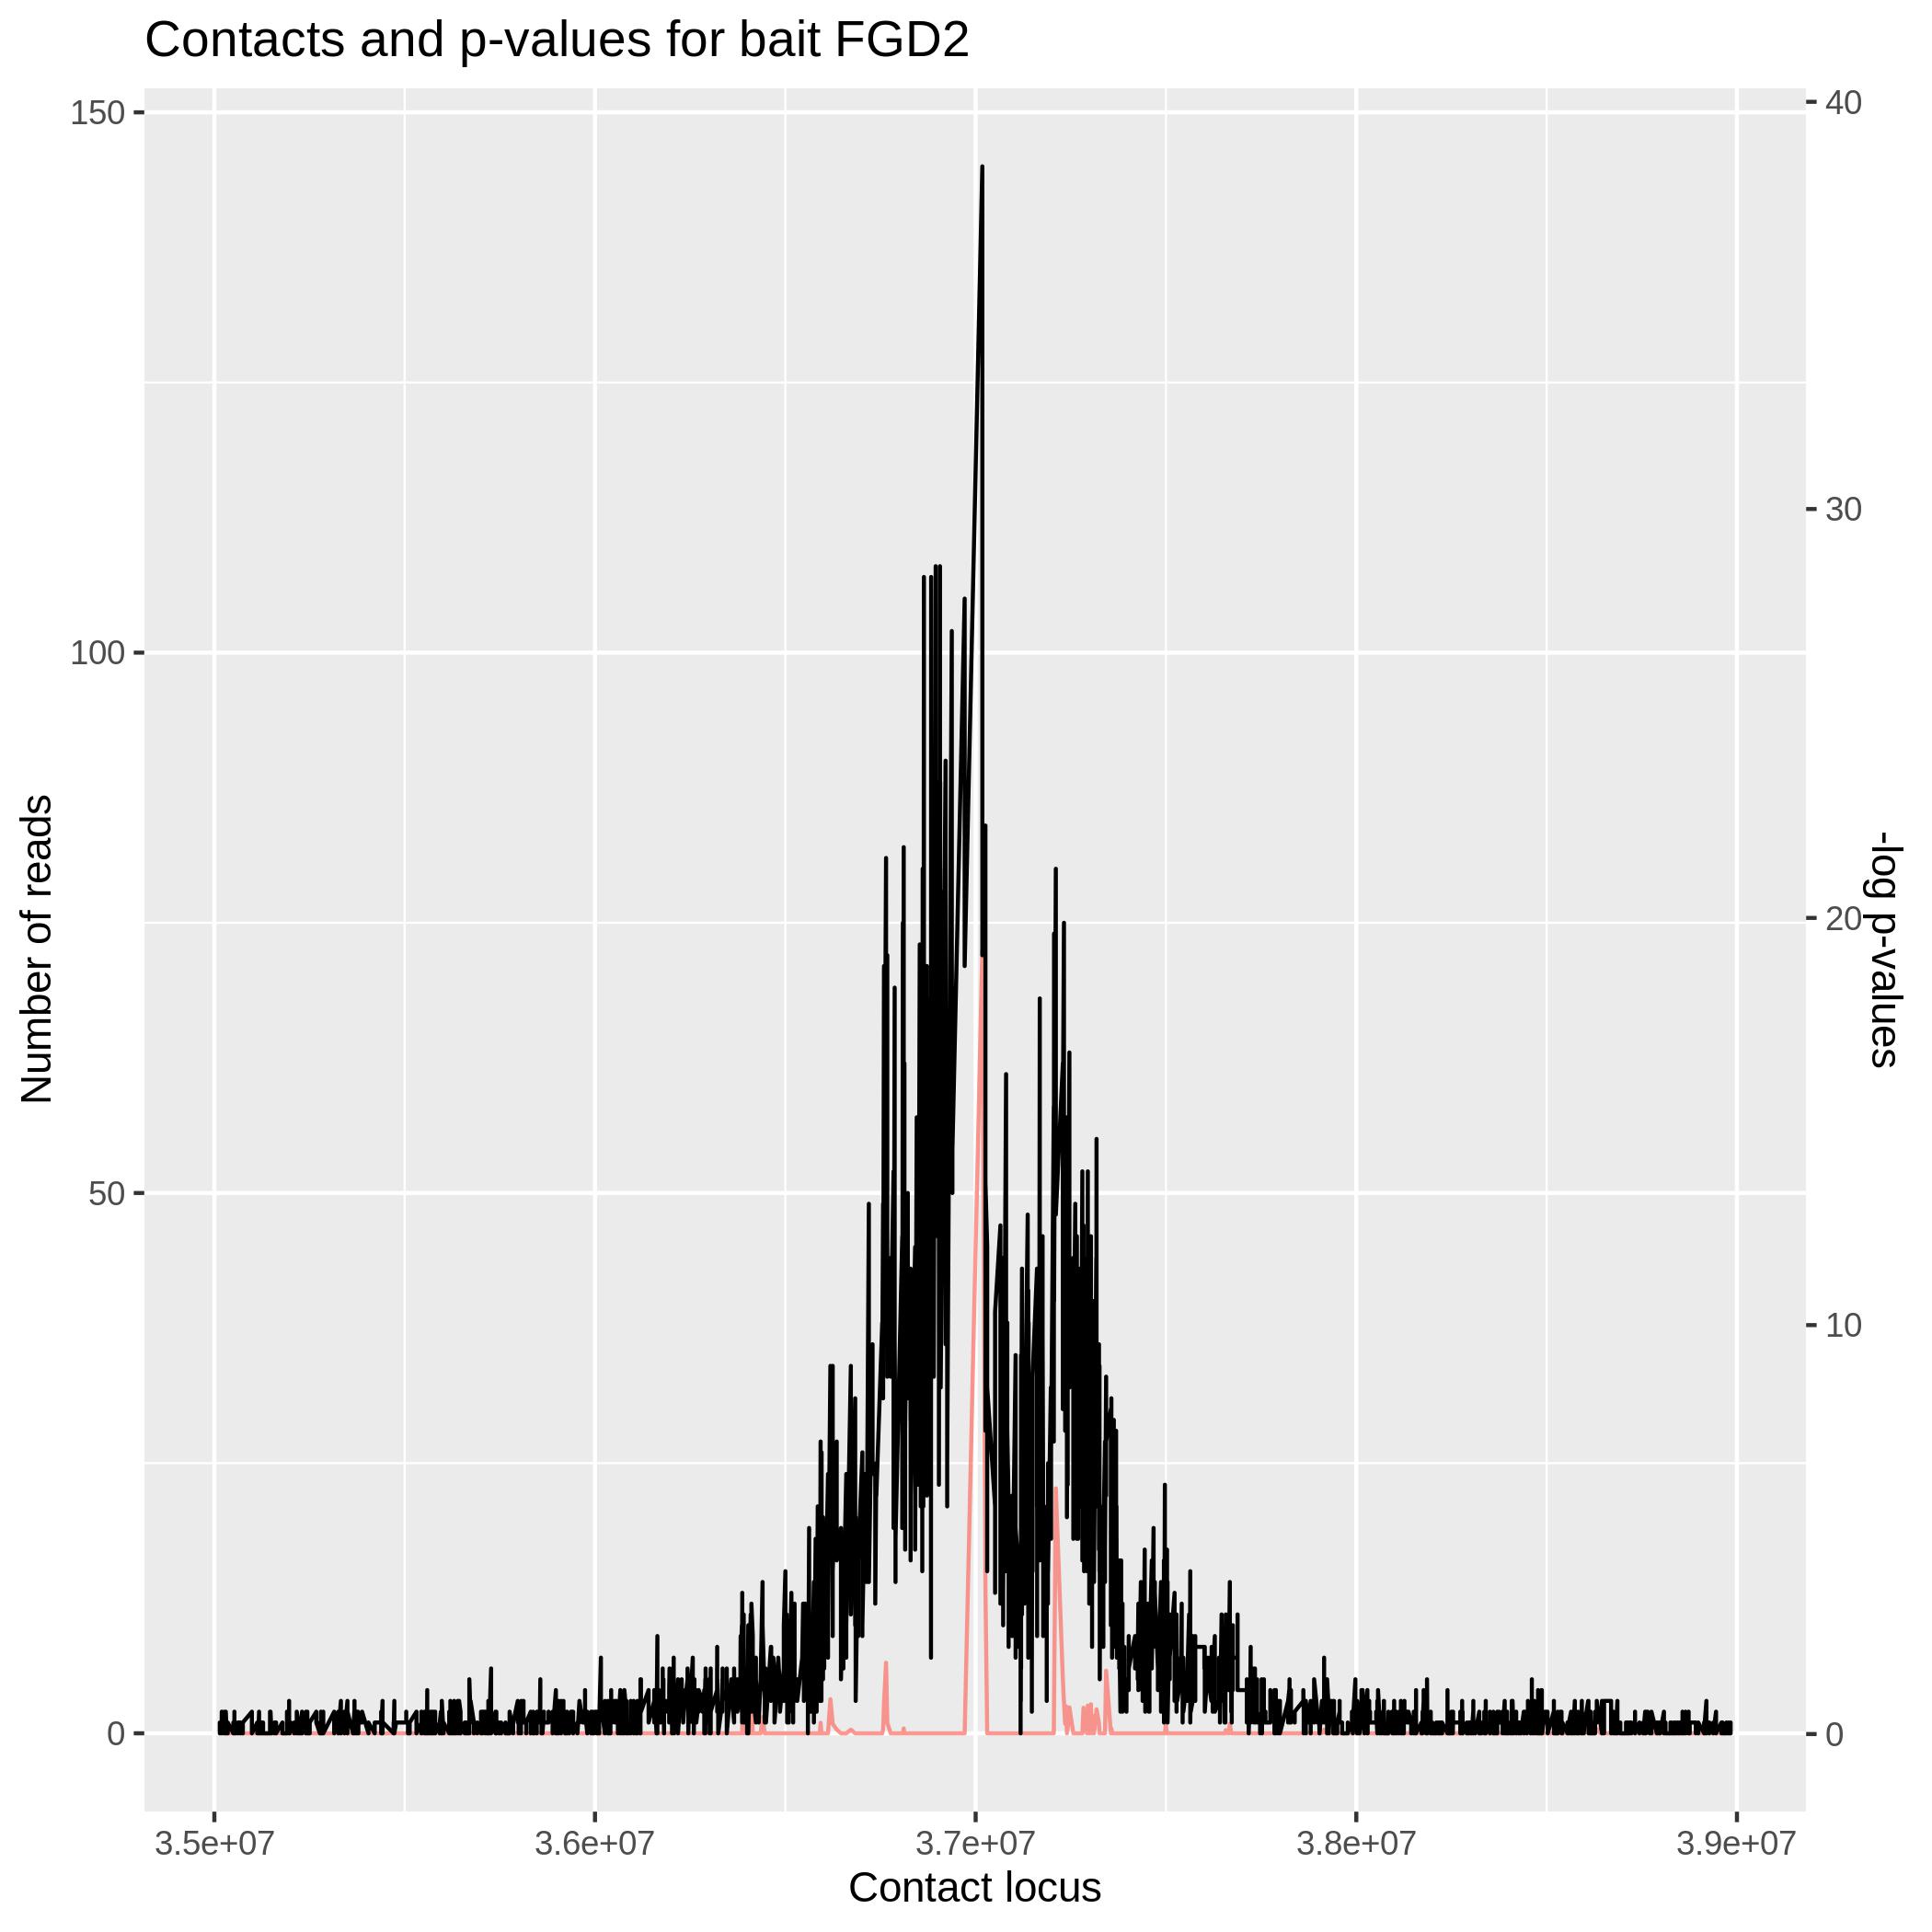 Contacts and p-values for bait FGD2
150
100
50
0
Number of reads
40
30
20
10
0
-log p-values
3.5e+07
3.6e+07
3.7e+07
3.8e+07
3.9e+07
Contact locus